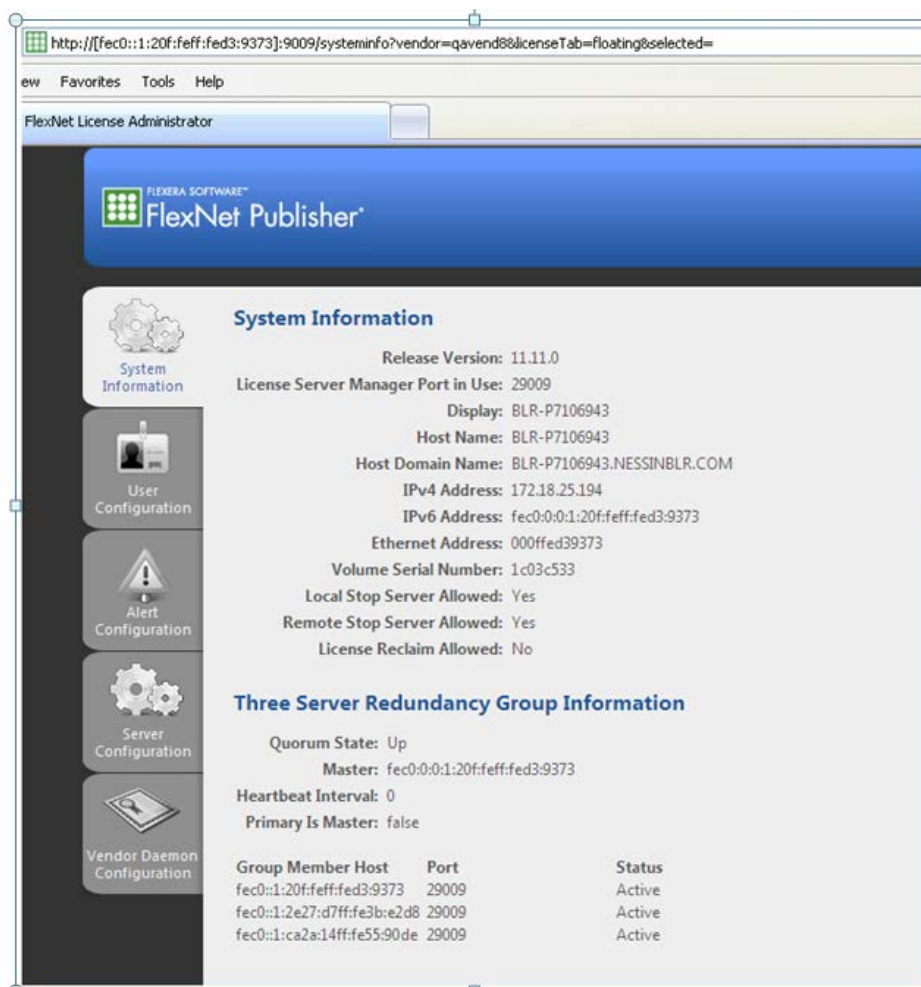 http://[fec0::1:20f:feff:fed3:9373]:9009/systeminfo?vendor=qavend8&licenseTab=floating&selected=
ew Favorites Tools Help
FlexNet License Administrator
FLEXERA SOFTWARE™
FlexNet Publisher®
System Information
User Configuration
Alert Configuration
Server Configuration
Vendor Daemon Configuration
System Information
Release Version: 11.11.0
License Server Manager Port in Use: 29009
Display: BLR-P7106943
Host Name: BLR-P7106943
Host Domain Name: BLR-P7106943.NESSINBLR.COM
IPv4 Address: 172.18.25.194
IPv6 Address: fec0:0:0:1:20f:feff:fed3:9373
Ethernet Address: 000ffed39373
Volume Serial Number: 1c03c533
Local Stop Server Allowed: Yes
Remote Stop Server Allowed: Yes
License Reclaim Allowed: No
Three Server Redundancy Group Information
Quorum State: Up
Master: fec0:0:0:1:20f:feff:fed3:9373
Heartbeat Interval: 0
Primary Is Master: false
Group Member Host Port Status
fec0::1:20f:feff:fed3:9373 29009 Active
fec0::1:2e27:d7ff:fe3b:e2d8 29009 Active
fec0::1:ca2a:14ff:fe55:90de 29009 Active